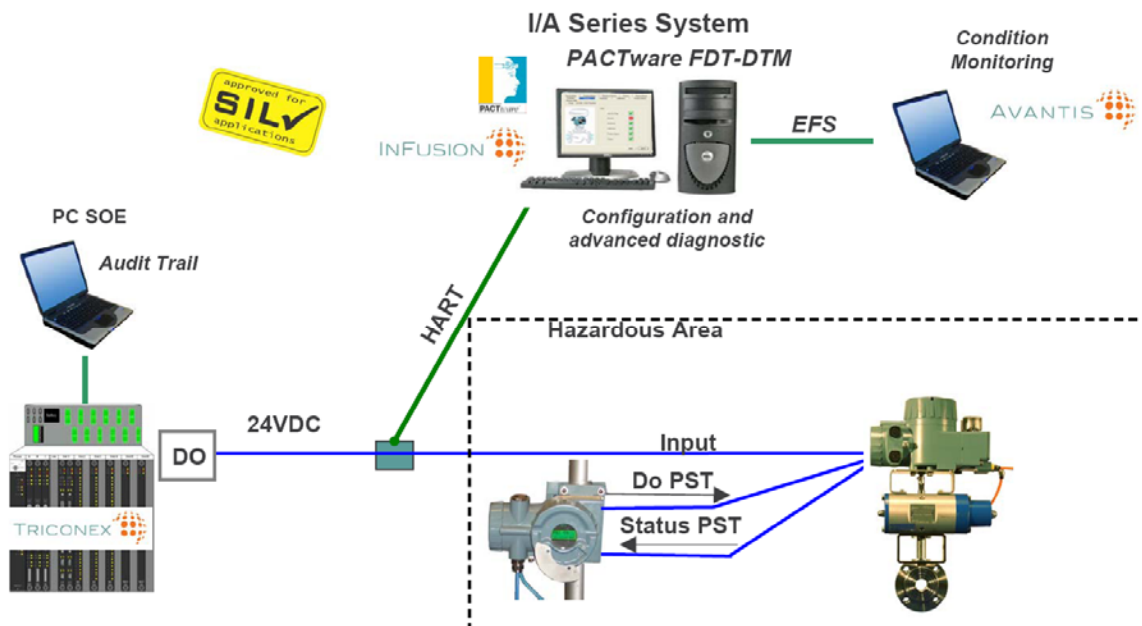 I/A Series System
PACTware FDT-DTM
Condition
Monitoring
approved for
SIL✓
applications
PACTware
INFUSION
EFS
AVANTIS
Configuration and
advanced diagnostic
PC SOE
Audit Trail
HART
Hazardous Area
24VDC
DO
Input
Do PST
Status PST
TRICONEX